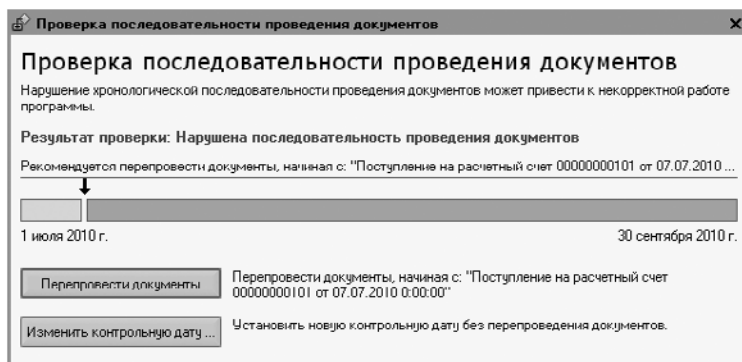 Проверка последовательности проведения документов
Проверка последовательности проведения документов
Нарушение хронологической последовательности проведения документов может привести к некорректной работе
программы.
Результат проверки: Нарушена последовательность проведения документов
Рекомендуется перепровести документы, начиная с: "Поступление на расчетный счет 00000000101 от 07.07.2010 ...
1 июля 2010 г.
30 сентября 2010 г.
Перепровести документы
Перепровести документы, начиная с: "Поступление на расчетный счет
00000000101 от 07.07.2010 0:00:00"
Изменить контрольную дату ...
Установить новую контрольную дату без перепроведения документов.